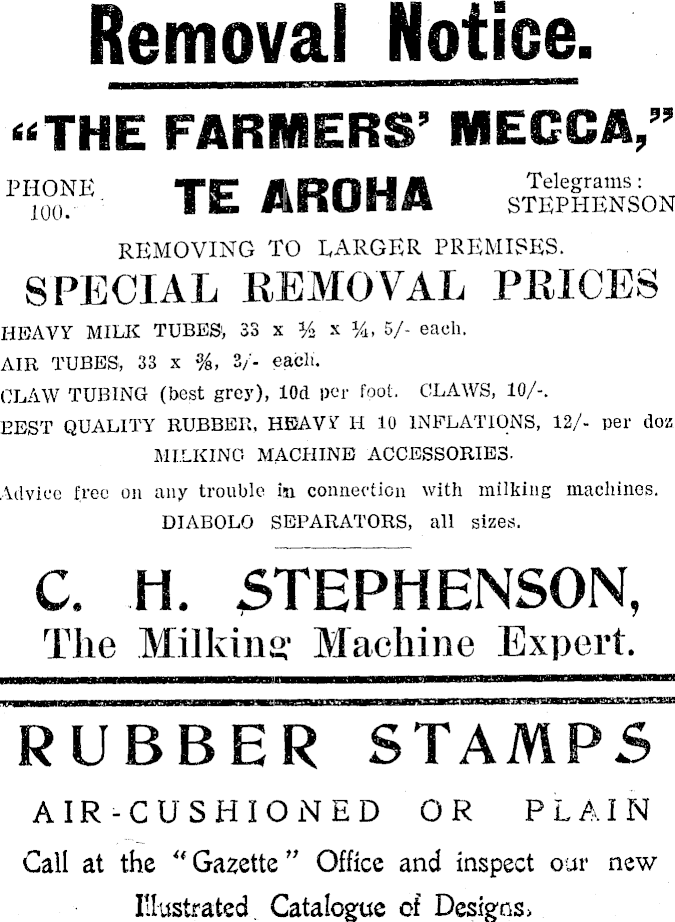 Removal Notice.
"THE FARMERS' MECCA,"
PHONE 100.
TE AROHA
Telegrams: STEPHENSON
REMOVING TO LARGER PREMISES.
SPECIAL REMOVAL PRICES
HEAVY MILK TUBES, 33 x ½ x ¼, 5/- each.
AIR TUBES, 33 x ⅜, 3/- each.
CLAW TUBING (best grey), 10d per foot. CLAWS, 10/-.
BEST QUALITY RUBBER, HEAVY H 10 INFLATIONS, 12/- per doz
MILKING MACHINE ACCESSORIES.
Advice free on any trouble in connection with milking machines.
DIABOLO SEPARATORS, all sizes.
C. H. STEPHENSON,
The Milking Machine Expert.
RUBBER STAMPS
AIR-CUSHIONED OR PLAIN
Call at the "Gazette" Office and inspect our new
Illustrated Catalogue of Designs.